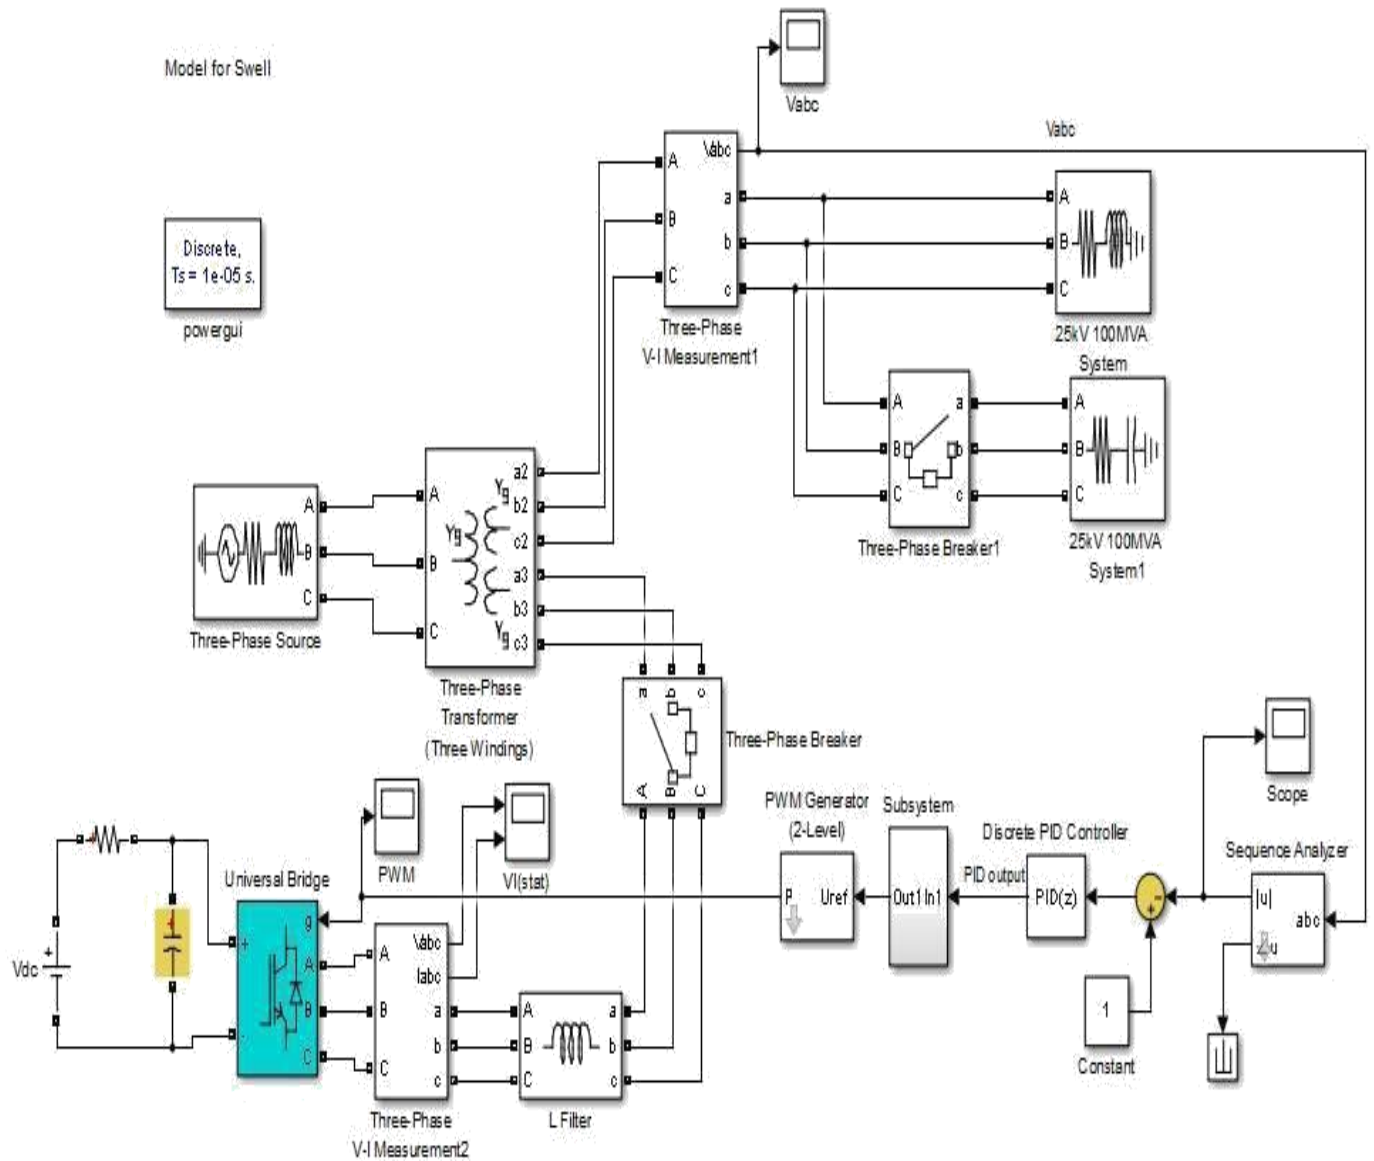 Model for Swell
Vabc
Vabc
Discrete,
Ts = 1e-05 s.
powergui
A
B
C
Vabc
a
b
c
Three-Phase
V-I Measurement1
A
B
C
25kV 100MVA
System
A
B
C
a
b
c
Three-Phase Breaker1
A
B
C
25kV 100MVA
System1
A
B
C
Three-Phase Source
A
B
C
Yg
Yg
Yg
a2
b2
c2
a3
b3
c3
Three-Phase
Transformer
(Three Windings)
a b c
A B C
Three-Phase Breaker
Scope
PWM
VI(stat)
PWM Generator
(2-Level)
P Uref
Subsystem
Out1 In1
Discrete PID Controller
PID output
PID(z)
Sequence Analyzer
|u|
abc
u
-
+
1
Constant
Vdc
+
+
+
Universal Bridge
+
-
g
A
B
C
A
B
C
Vabc
Iabc
a
b
c
Three-Phase
V-I Measurement2
A
B
C
a
b
c
L Filter